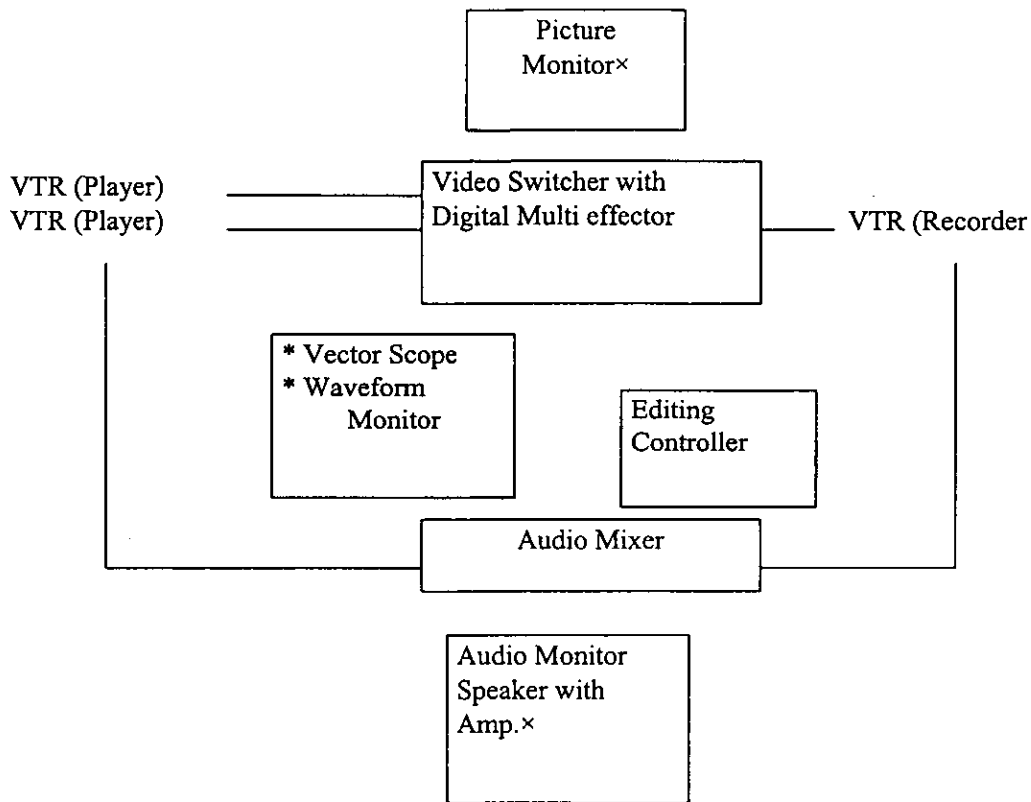 Picture
Monitor×
VTR (Player)
VTR (Player)
Video Switcher with
Digital Multi effector
VTR (Recorder
* Vector Scope
* Waveform
Monitor
Editing
Controller
Audio Mixer
Audio Monitor
Speaker with
Amp.×